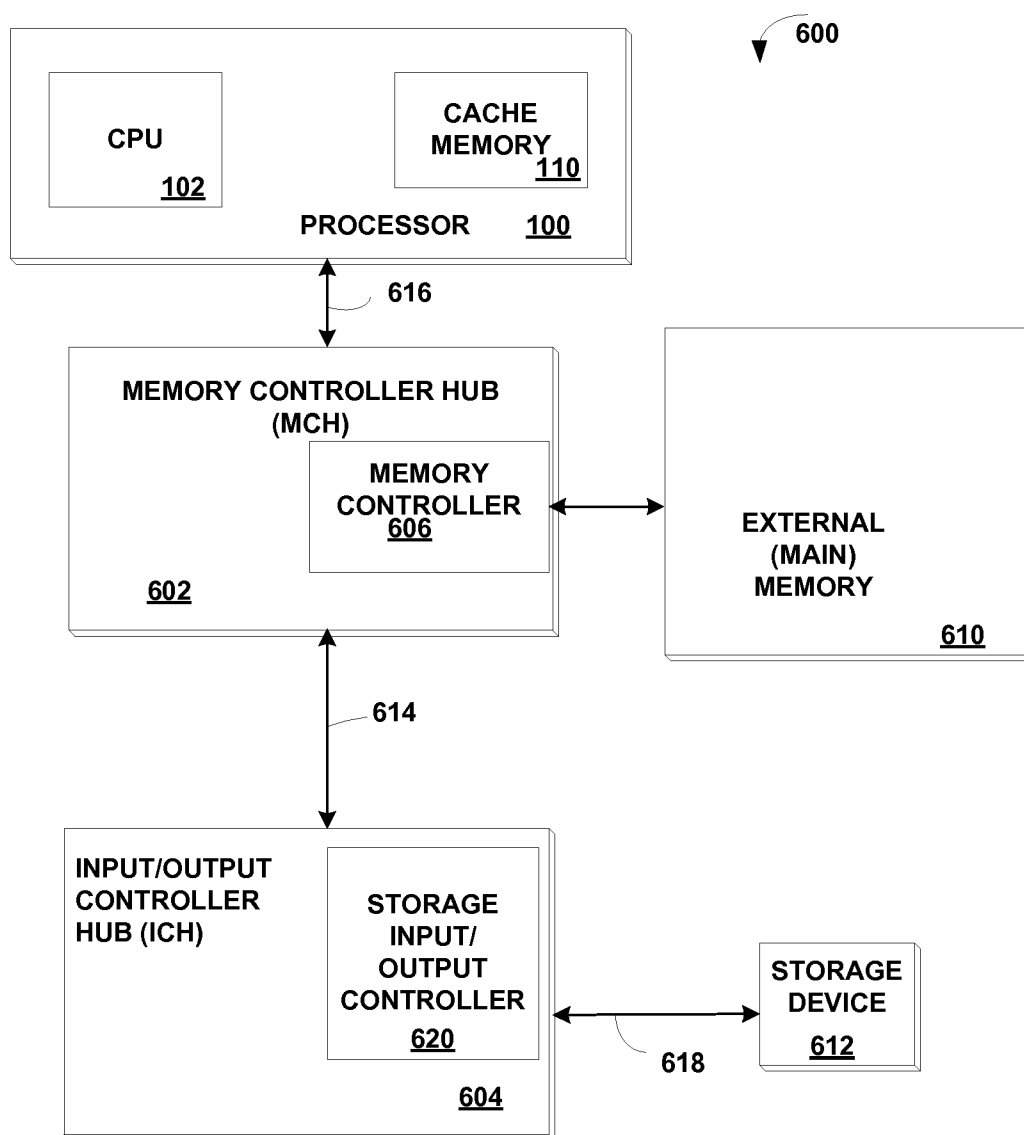 600
CPU
102
CACHE
MEMORY
110
PROCESSOR 100
616
MEMORY CONTROLLER HUB
(MCH)
MEMORY
CONTROLLER
606
602
EXTERNAL
(MAIN)
MEMORY
610
614
INPUT/OUTPUT
CONTROLLER
HUB (ICH)
STORAGE
INPUT/
OUTPUT
CONTROLLER
620
604
618
STORAGE
DEVICE
612